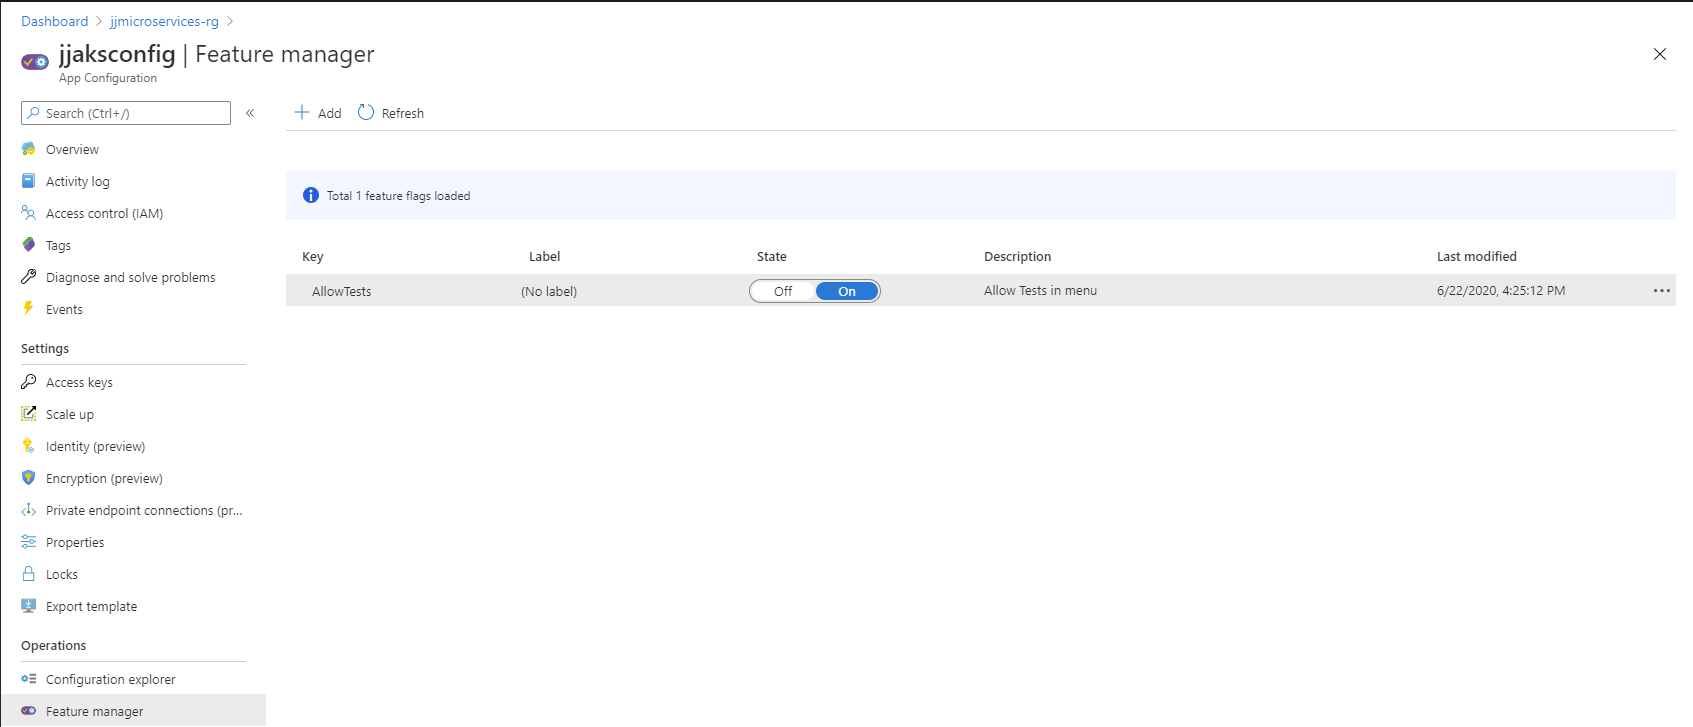 Dashboard > jjmicroservices-rg >
jjaksconfig | Feature manager
App Configuration
Search (Ctrl+/)
«
Overview
Activity log
Access control (IAM)
Tags
Diagnose and solve problems
Events
Settings
Access keys
Scale up
Identity (preview)
Encryption (preview)
Private endpoint connections (pr...
Properties
Locks
Export template
Operations
Configuration explorer
Feature manager
Add Refresh
Total 1 feature flags loaded
Key Label State Description Last modified
AllowTests (No label) Off On Allow Tests in menu 6/22/2020, 4:25:12 PM